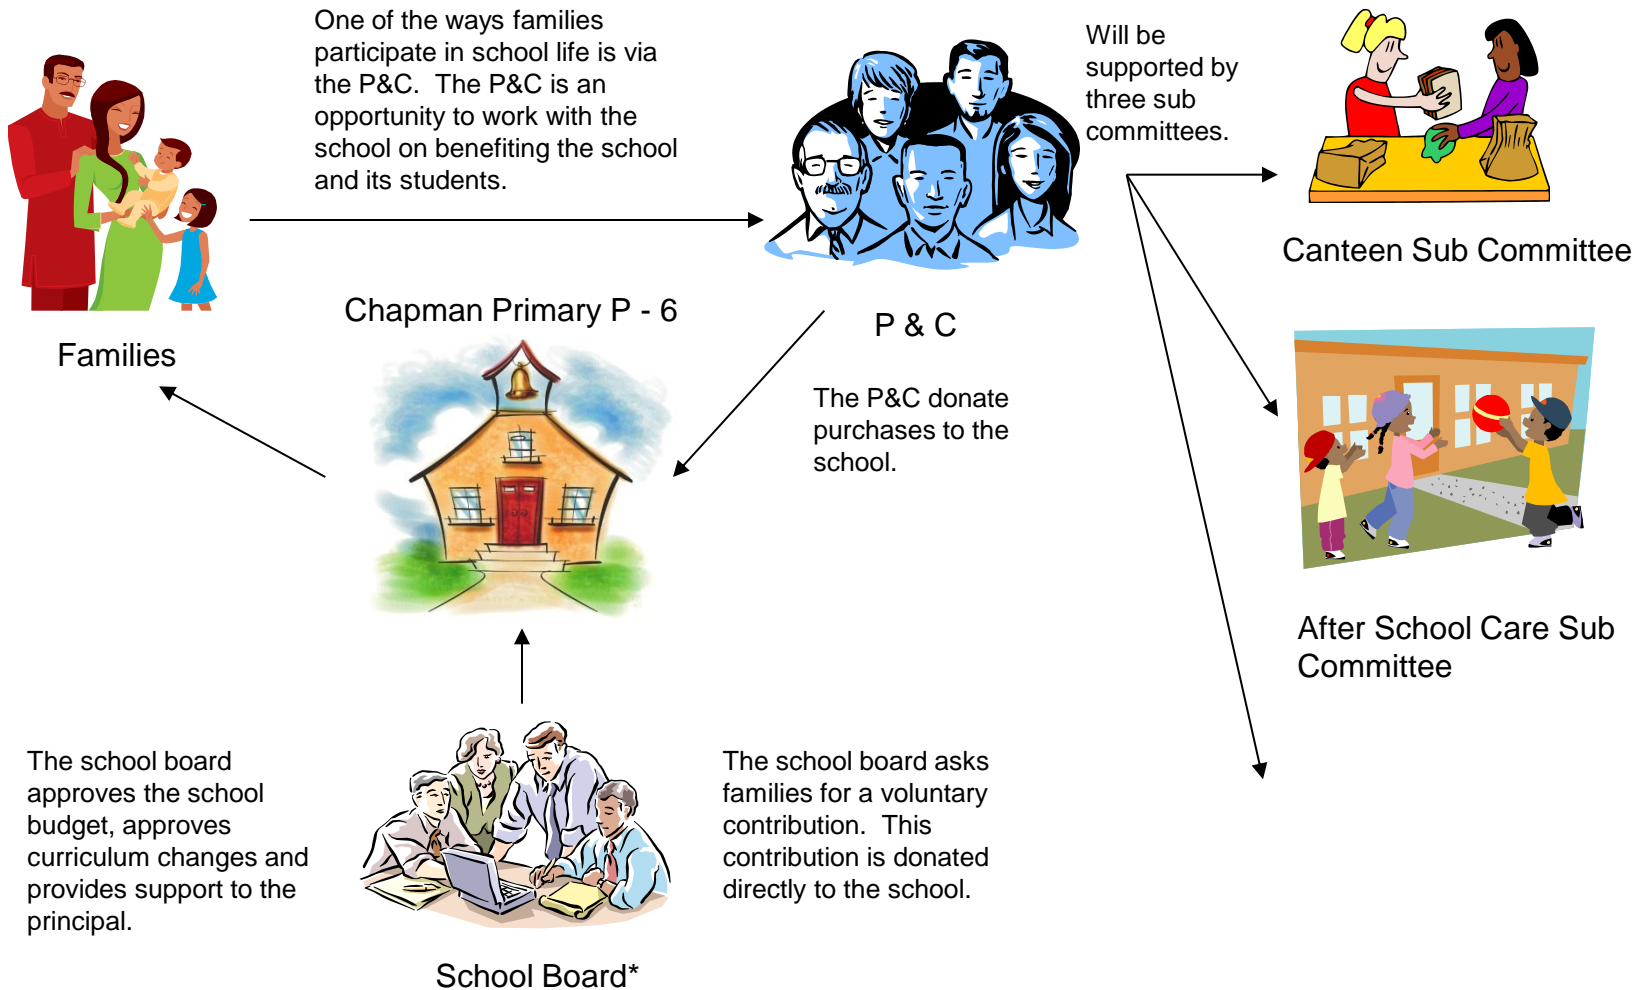 One of the ways families
participate in school life is via
the P&C.  The P&C is an
opportunity to work with the
school on benefiting the school
and its students.
Will be
supported by
three sub
committees.
Canteen Sub Committee
Families
Chapman Primary P - 6
P & C
The P&C donate
purchases to the
school.
After School Care Sub
Committee
The school board
approves the school
budget, approves
curriculum changes and
provides support to the
principal.
The school board asks
families for a voluntary
contribution.  This
contribution is donated
directly to the school.
School Board*